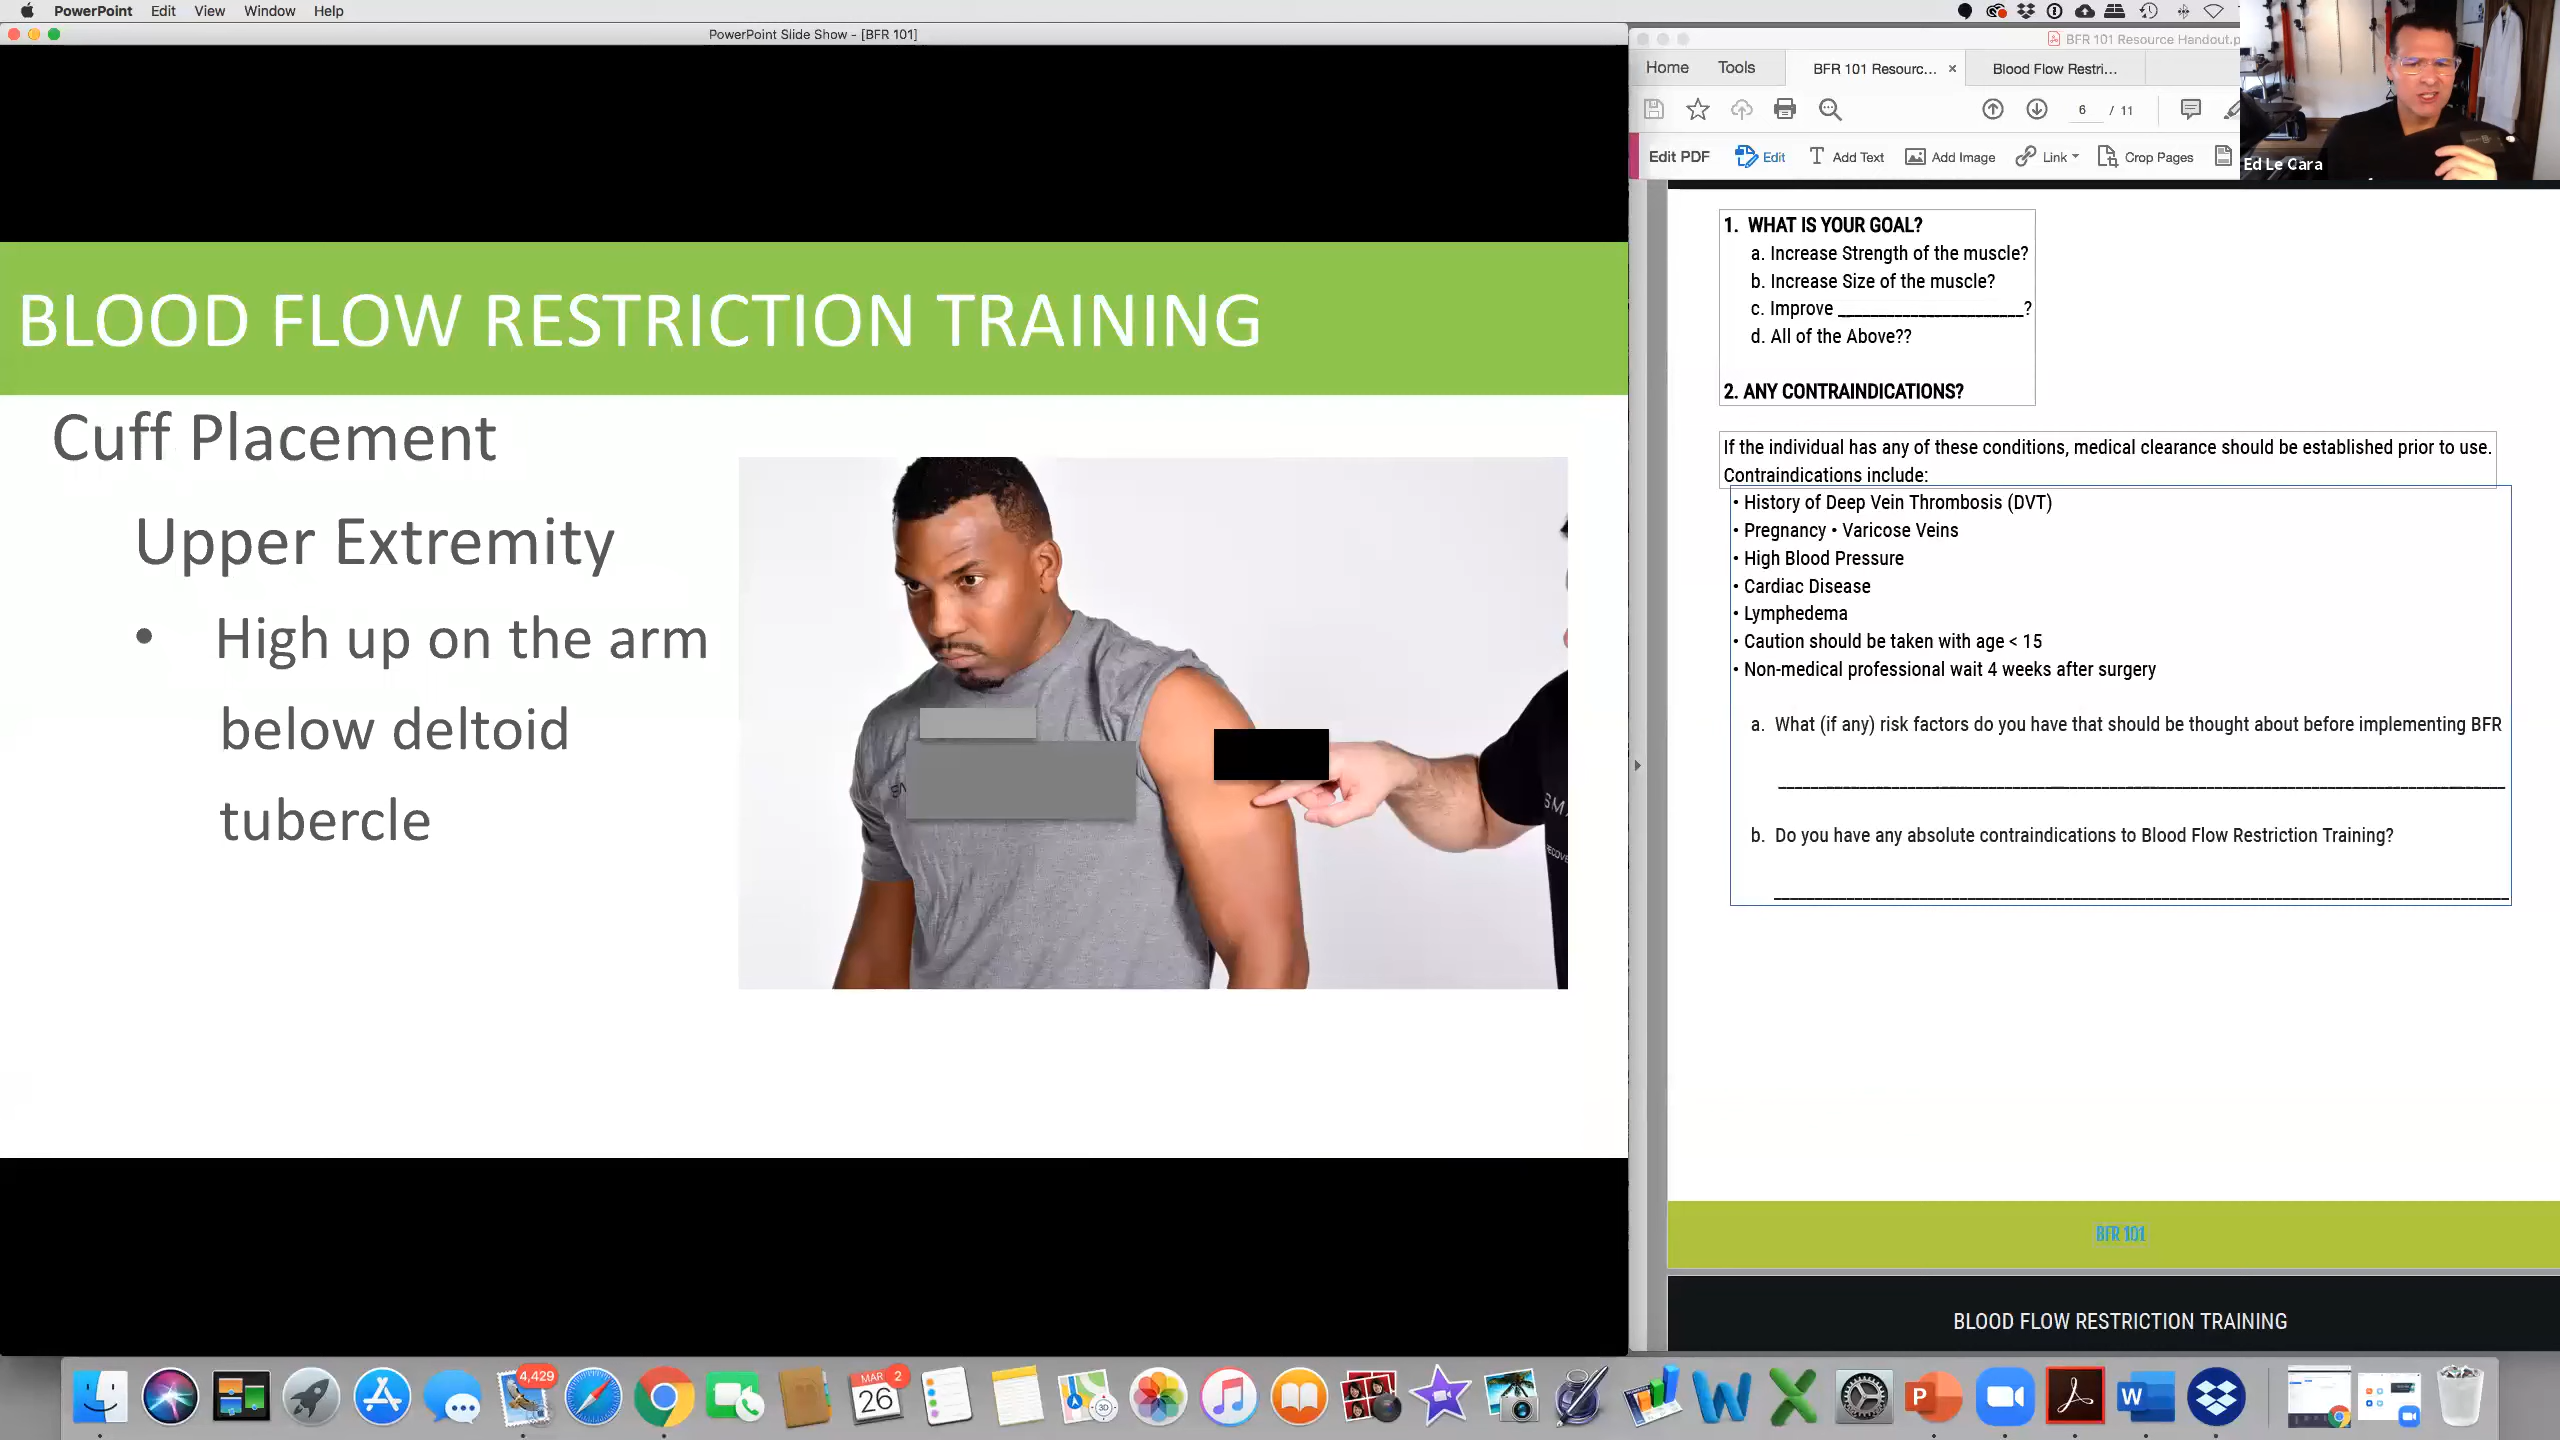 PowerPoint Edit View Window Help
PowerPoint Slide Show - [BFR 101]
BLOOD FLOW RESTRICTION TRAINING
Cuff Placement
Upper Extremity
• High up on the arm
below deltoid
tubercle
BFR 101 Resource Handout.p
Home Tools BFR 101 Resourc... × Blood Flow Restri...
6 / 11
Edit PDF Edit Add Text Add Image Link Crop Pages
Ed Le Cara
1. WHAT IS YOUR GOAL?
a. Increase Strength of the muscle?
b. Increase Size of the muscle?
c. Improve ____________________?
d. All of the Above??
2. ANY CONTRAINDICATIONS?
If the individual has any of these conditions, medical clearance should be established prior to use.
Contraindications include:
• History of Deep Vein Thrombosis (DVT)
• Pregnancy • Varicose Veins
• High Blood Pressure
• Cardiac Disease
• Lymphedema
• Caution should be taken with age < 15
• Non-medical professional wait 4 weeks after surgery
a. What (if any) risk factors do you have that should be thought about before implementing BFR
b. Do you have any absolute contraindications to Blood Flow Restriction Training?
BFR 101
BLOOD FLOW RESTRICTION TRAINING
4,429
MAR 2
26
3D